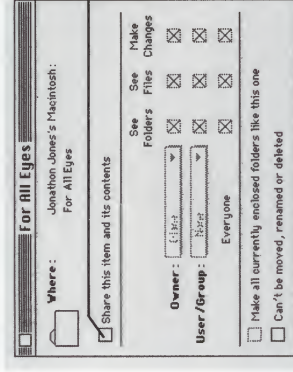 For All Eyes
Where: Jonathon Jones's Macintosh:
For All Eyes
Share this item and its contents
See Folders
See Files
Make Changes
Owner:
User/Group:
Everyone
Make all currently enclosed folders like this one
Can't be moved, renamed or deleted